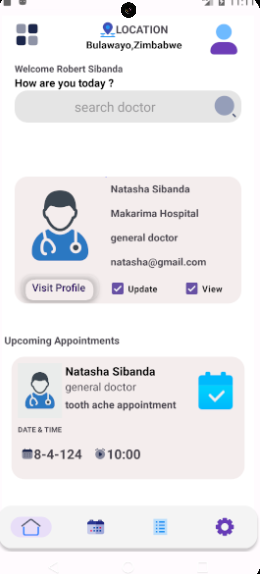 11:11
LOCATION
Bulawayo,Zimbabwe
Welcome Robert Sibanda
How are you today ?
search doctor
Natasha Sibanda
Makarima Hospital
general doctor
natasha@gmail.com
Visit Profile
Update
View
Upcoming Appointments
Natasha Sibanda
general doctor
tooth ache appointment
DATE & TIME
8-4-124
10:00